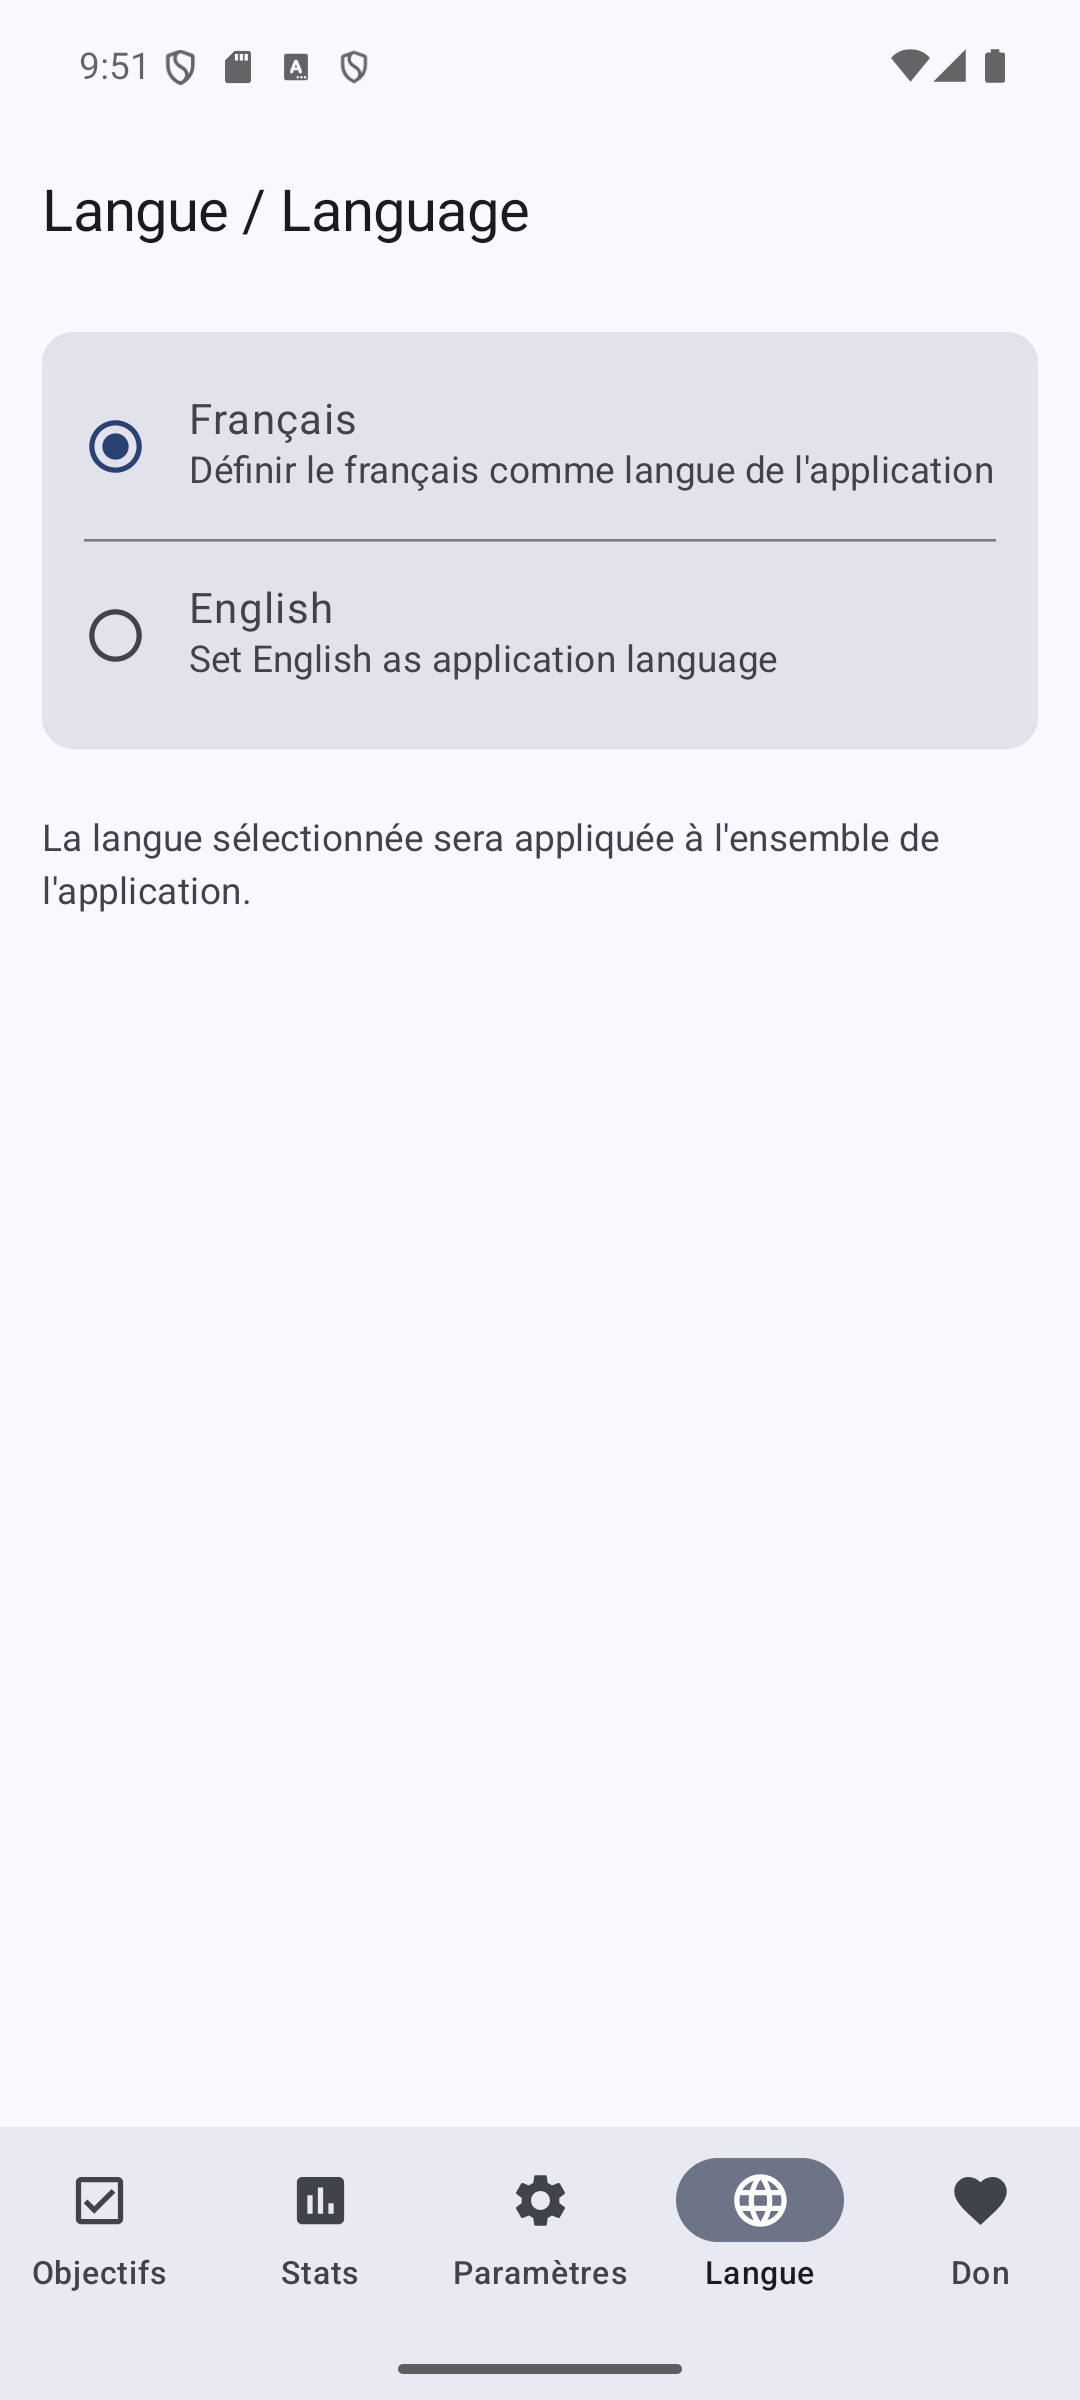 9:51
Langue / Language
Français
Définir le français comme langue de l'application
English
Set English as application language
La langue sélectionnée sera appliquée à l'ensemble de
l'application.
Objectifs
Stats
Paramètres
Langue
Don